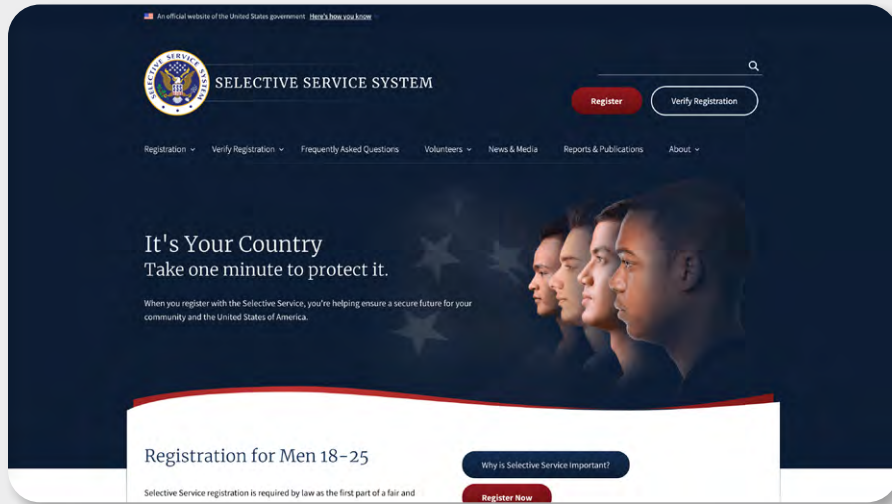 An official website of the United States government Here's how you know
SELECTIVE SERVICE SYSTEM
SELECTIVE SERVICE SYSTEM
Register
Verify Registration
Registration Verify Registration Frequently Asked Questions Volunteers News & Media Reports & Publications About
It's Your Country
Take one minute to protect it.
When you register with the Selective Service, you're helping ensure a secure future for your
community and the United States of America.
Registration for Men 18-25
Why is Selective Service Important?
Selective Service registration is required by law as the first part of a fair and
Register Now